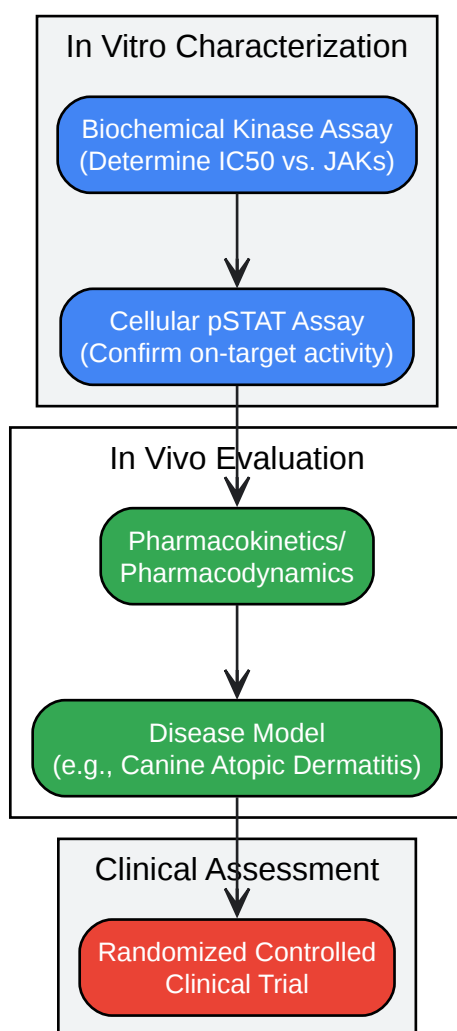 In Vitro Characterization
Biochemical Kinase Assay
(Determine IC50 vs. JAKs)
Cellular pSTAT Assay
(Confirm on-target activity)
In Vivo Evaluation
Pharmacokinetics/
Pharmacodynamics
Disease Model
(e.g., Canine Atopic Dermatitis)
Clinical Assessment
Randomized Controlled
Clinical Trial